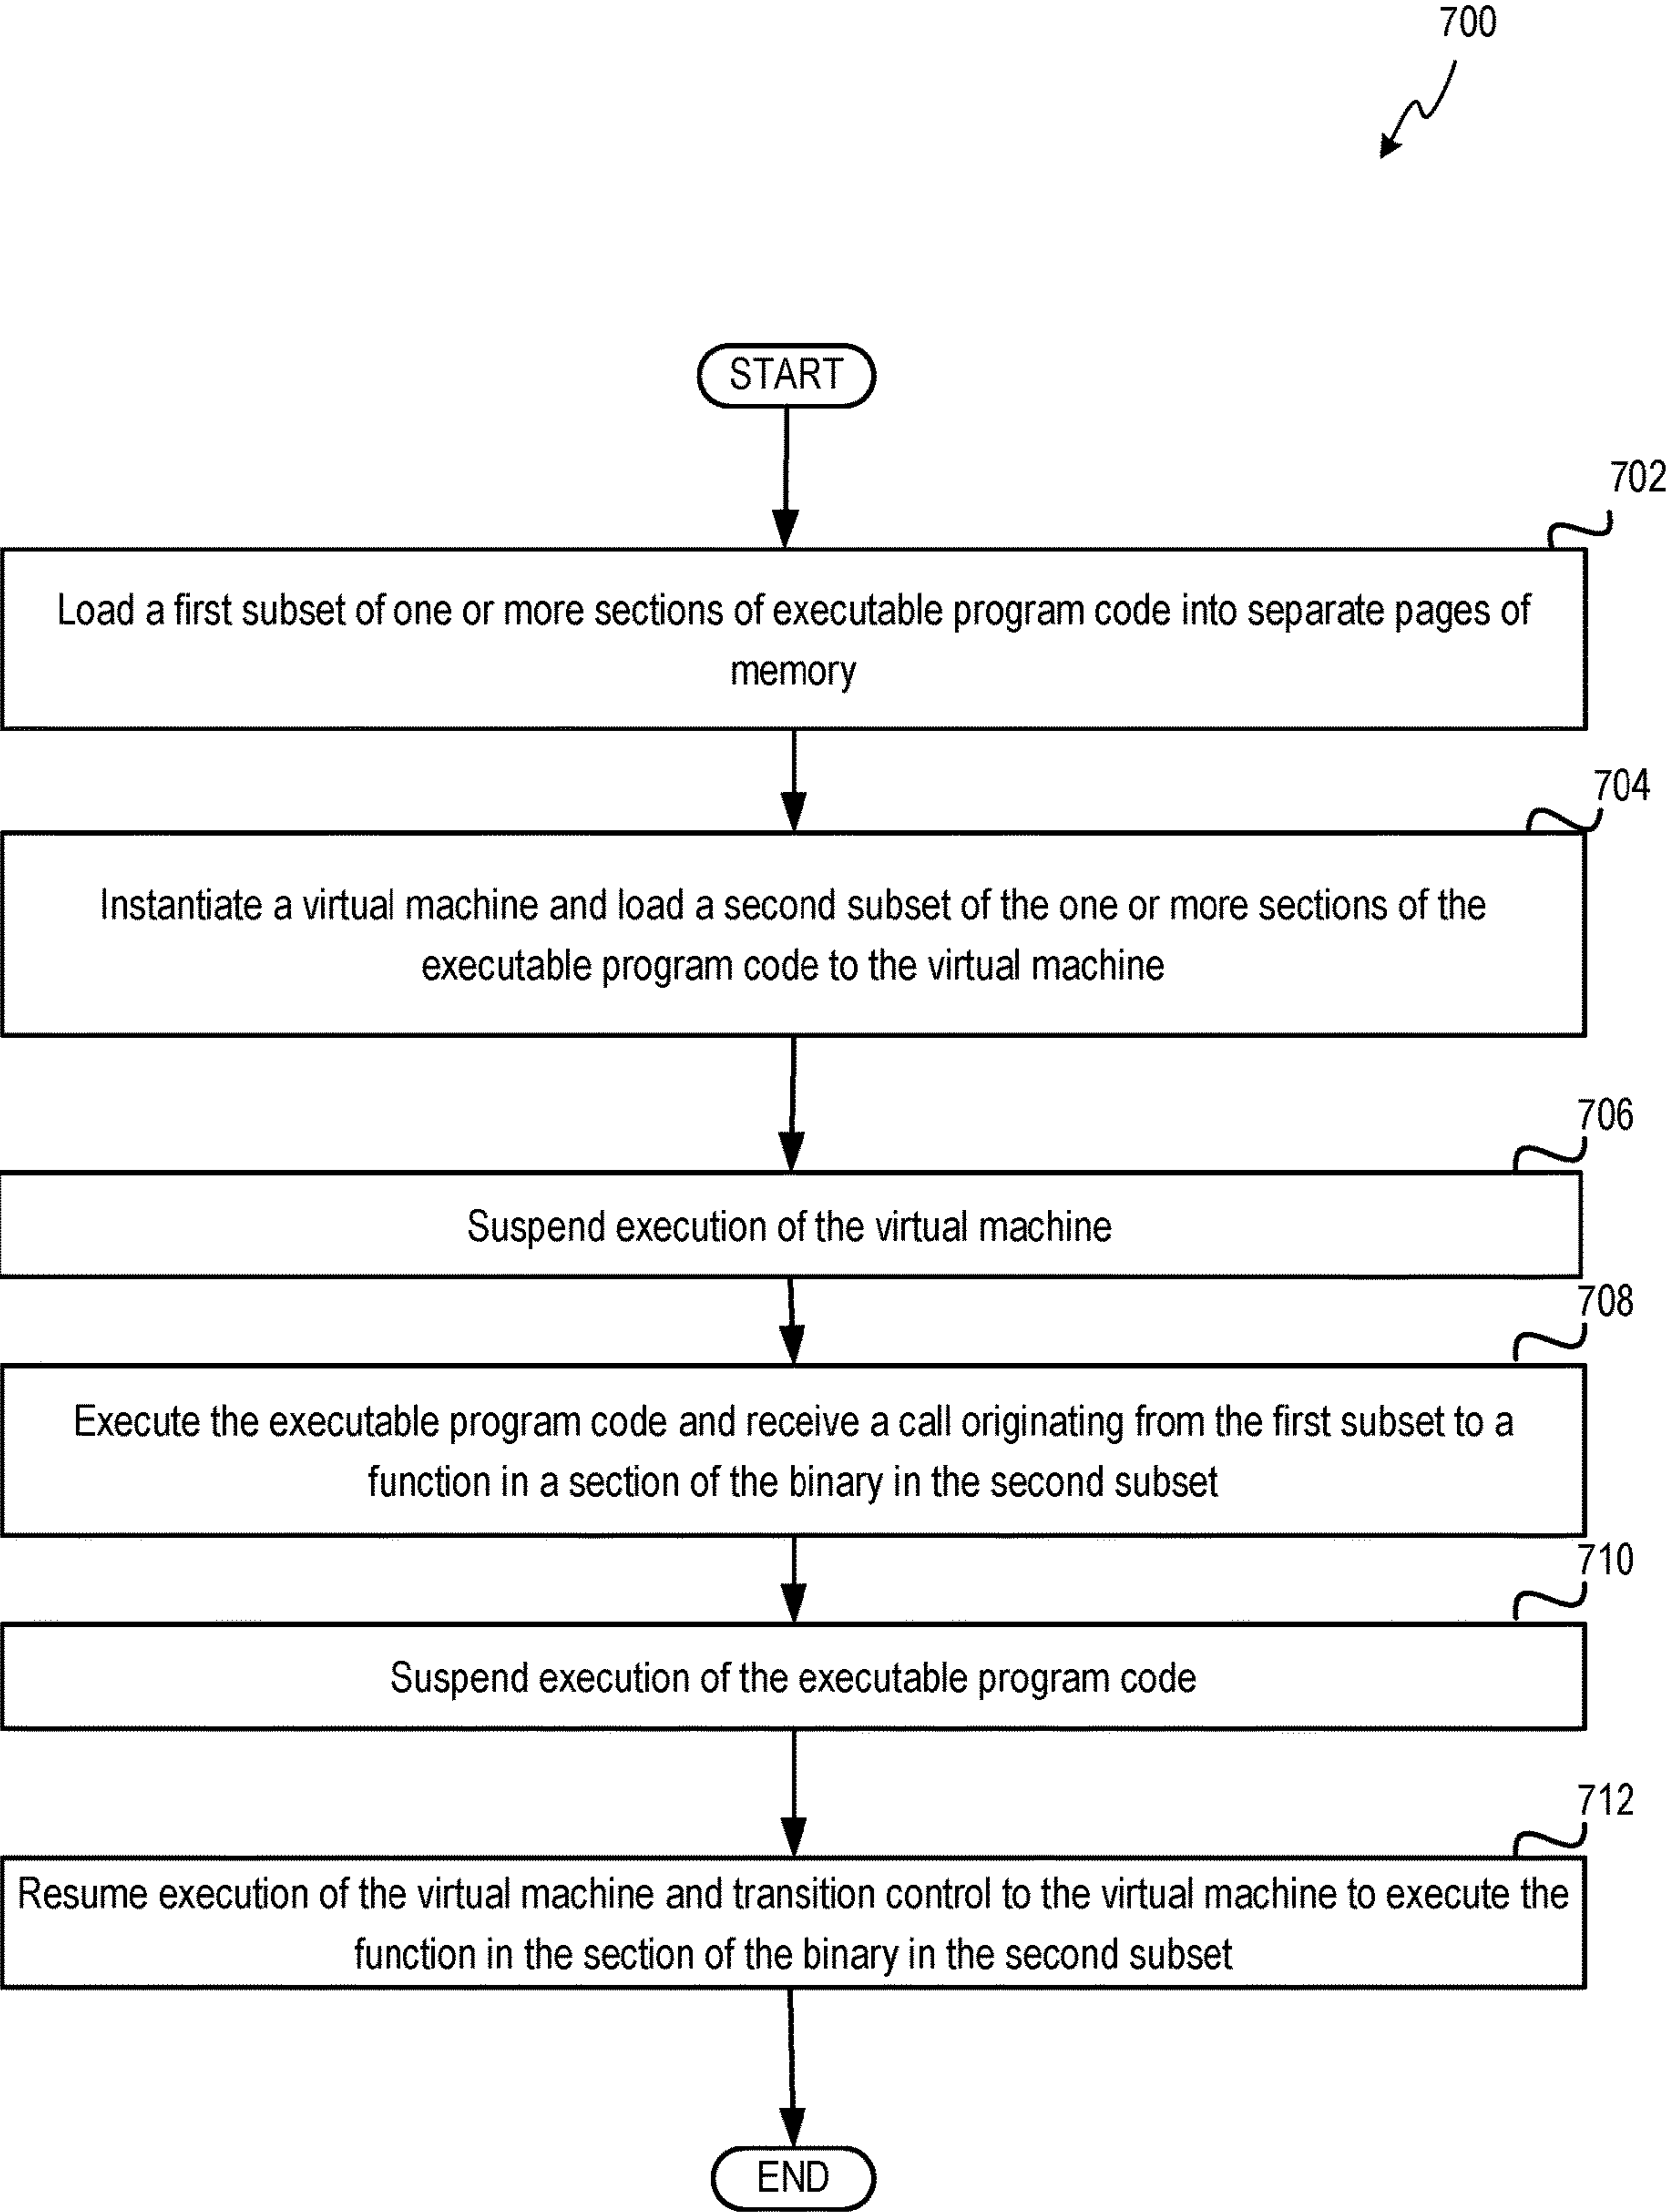 700
START
702
Load a first subset of one or more sections of executable program code into separate pages of
memory
704
Instantiate a virtual machine and load a second subset of the one or more sections of the
executable program code to the virtual machine
706
Suspend execution of the virtual machine
708
Execute the executable program code and receive a call originating from the first subset to a
function in a section of the binary in the second subset
710
Suspend execution of the executable program code
712
Resume execution of the virtual machine and transition control to the virtual machine to execute the
function in the section of the binary in the second subset
END